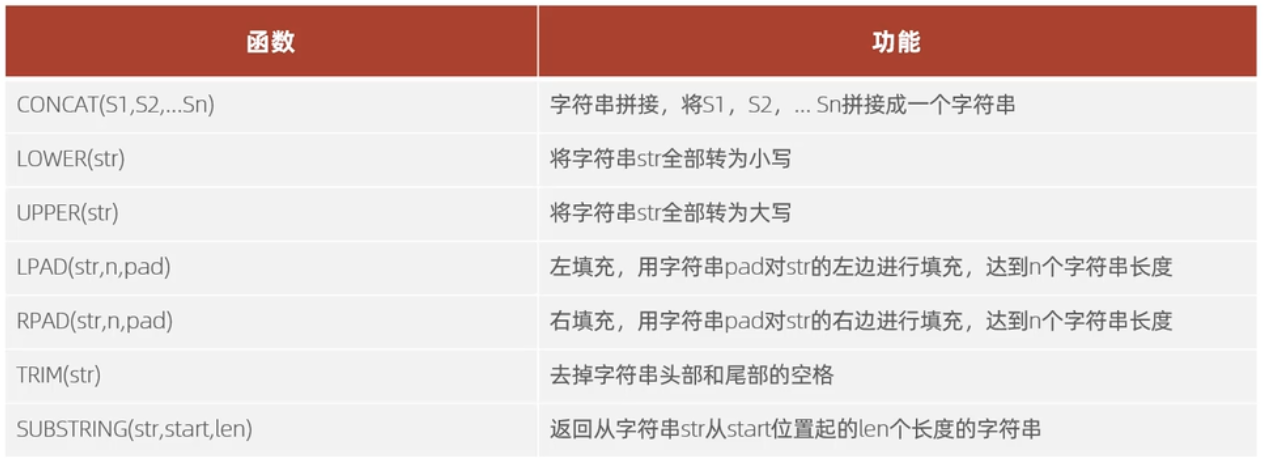 函数 功能
CONCAT(S1,S2,...Sn) 字符串拼接，将S1，S2，... Sn拼接成一个字符串
LOWER(str) 将字符串str全部转为小写
UPPER(str) 将字符串str全部转为大写
LPAD(str,n,pad) 左填充，用字符串pad对str的左边进行填充，达到n个字符串长度
RPAD(str,n,pad) 右填充，用字符串pad对str的右边进行填充，达到n个字符串长度
TRIM(str) 去掉字符串头部和尾部的空格
SUBSTRING(str,start,len) 返回从字符串str从start位置起的len个长度的字符串